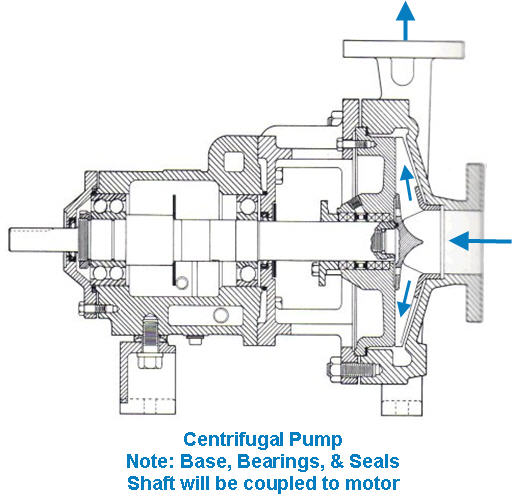 Centrifugal Pump
Note: Base, Bearings, & Seals
Shaft will be coupled to motor